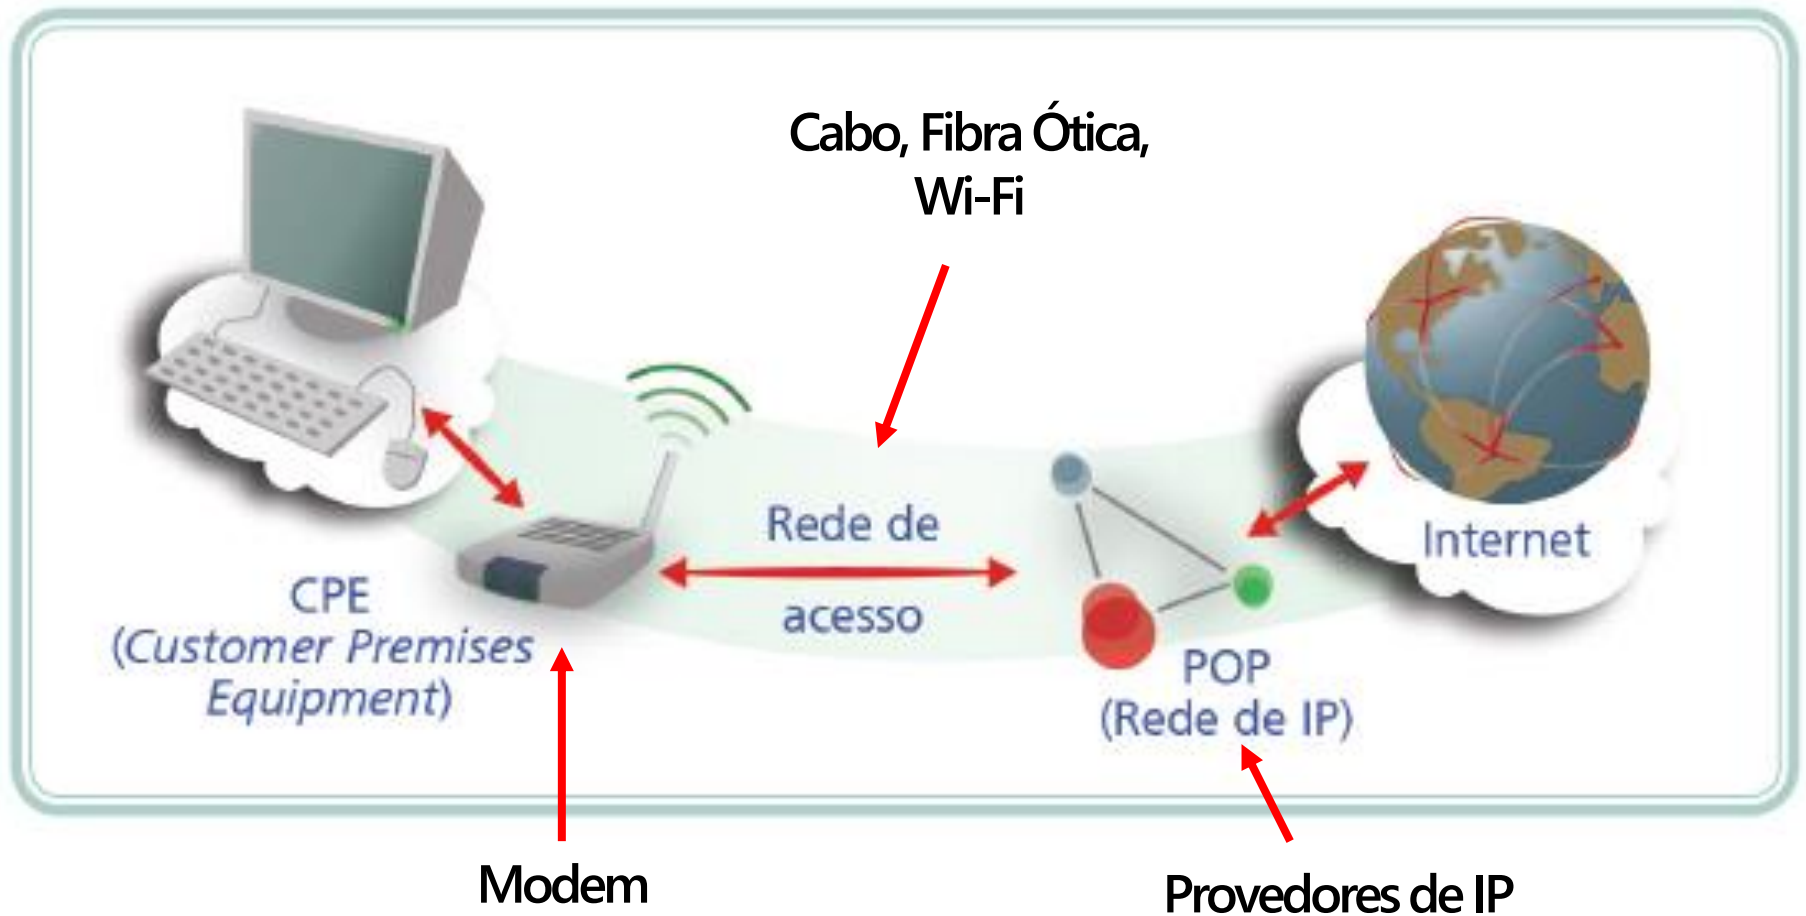 Cabo, Fibra Ótica,
Wi-Fi
Rede de
acesso
Internet
CPE
(Customer Premises
Equipment)
POP
(Rede de IP)
Modem
Provedores de IP